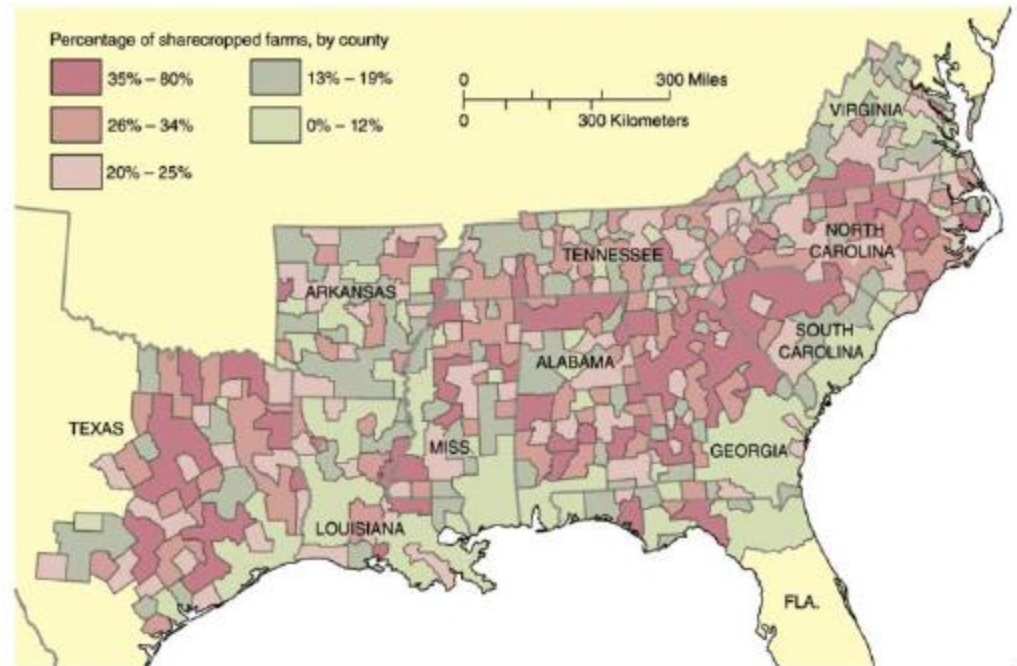 Percentage of sharecropped farms, by county
35% – 80%
13% – 19%
26% – 34%
0% – 12%
20% – 25%
0
300 Miles
0
300 Kilometers
VIRGINIA
NORTH
CAROLINA
TENNESSEE
ARKANSAS
SOUTH
CAROLINA
ALABAMA
TEXAS
MISS.
GEORGIA
LOUISIANA
FLA.